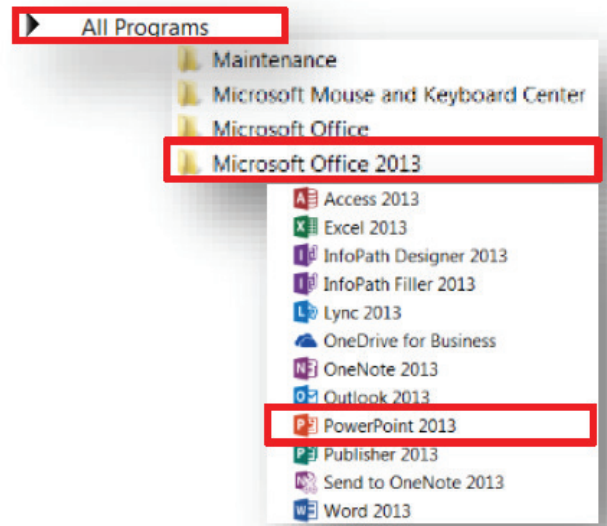 All Programs
Maintenance
Microsoft Mouse and Keyboard Center
Microsoft Office
Microsoft Office 2013
Access 2013
Excel 2013
InfoPath Designer 2013
InfoPath Filler 2013
Lync 2013
OneDrive for Business
OneNote 2013
Outlook 2013
PowerPoint 2013
Publisher 2013
Send to OneNote 2013
Word 2013